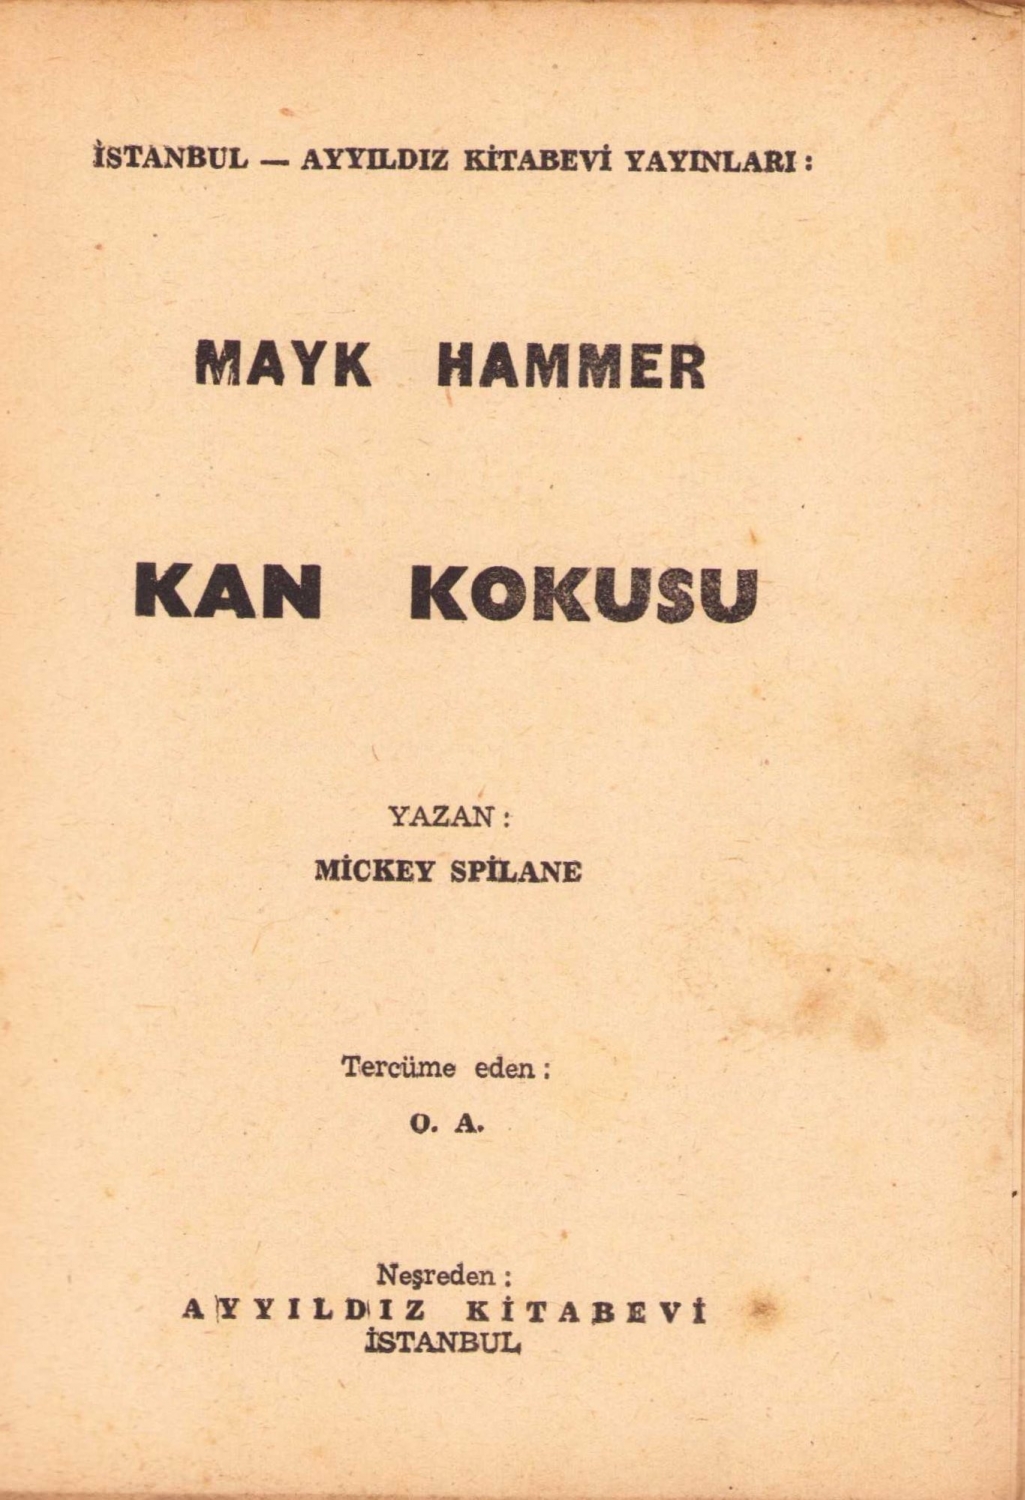 İSTANBUL — AYYILDIZ KİTABEVİ YAYINLARI :
MAYK HAMMER
KAN KOKUSU
YAZAN :
MİCKEY SPİLANE
Tercüme eden :
O. A.
Neşreden :
AYYILDIZ KİTABEVİ
İSTANBUL